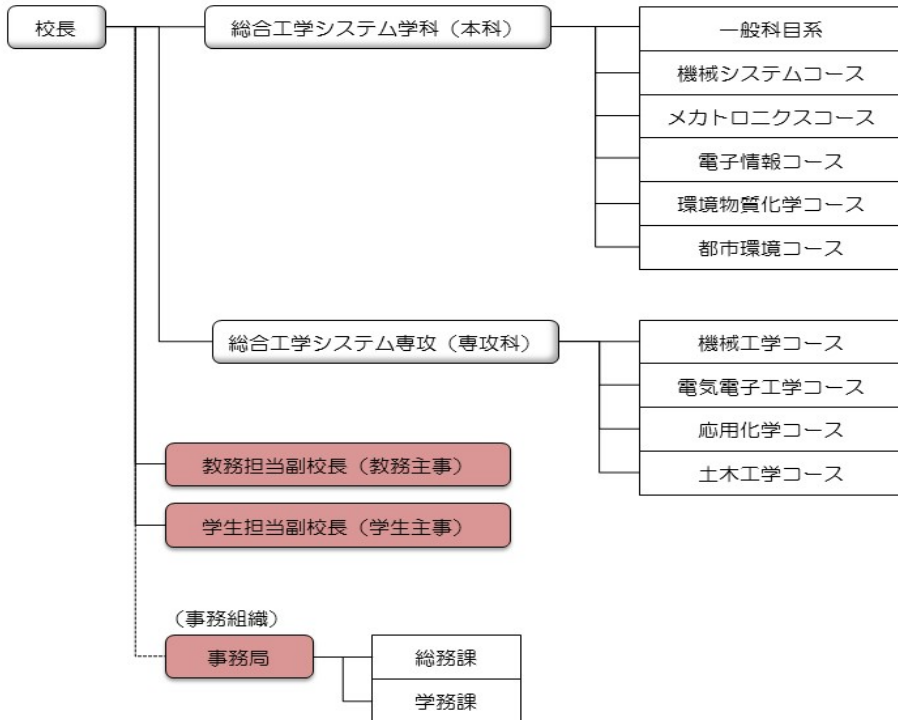 校長
総合工学システム学科（本科）
一般科目系
機械システムコース
メカトロニクスコース
電子情報コース
環境物質化学コース
都市環境コース
総合工学システム専攻（専攻科）
機械工学コース
電気電子工学コース
応用化学コース
土木工学コース
教務担当副校長（教務主事）
学生担当副校長（学生主事）
（事務組織）
事務局
総務課
学務課